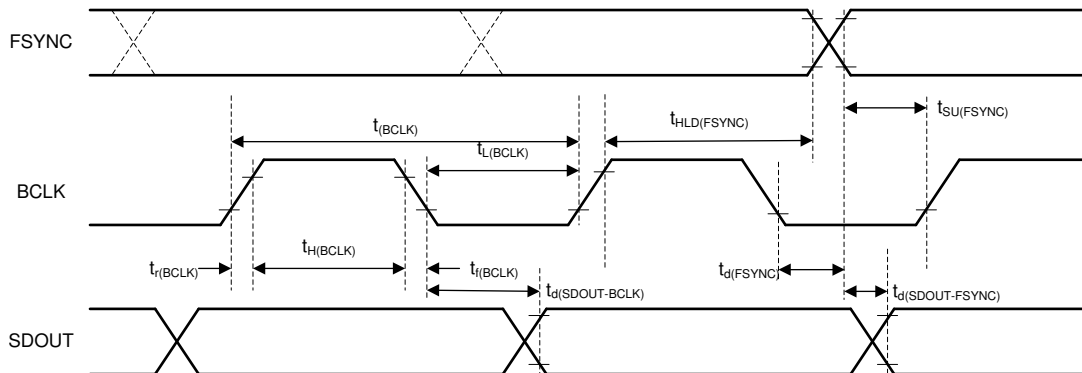 FSYNC
t(BCLK)
tHLD(FSYNC)
tSU(FSYNC)
tL(BCLK)
BCLK
tH(BCLK)
tr(BCLK)
tf(BCLK)
td(FSYNC)
td(SDOUT-BCLK)
td(SDOUT-FSYNC)
SDOUT